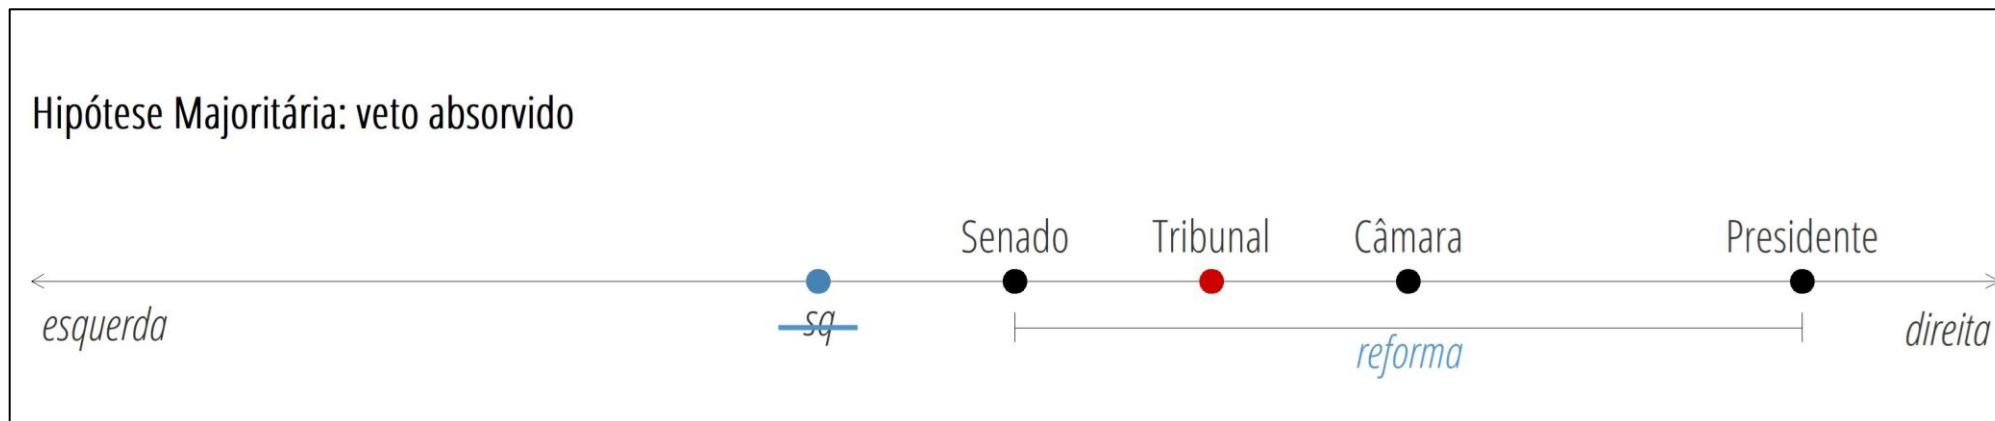 Hipótese Majoritária: veto absorvido
Senado Tribunal Câmara Presidente
esquerda sq direita
reforma